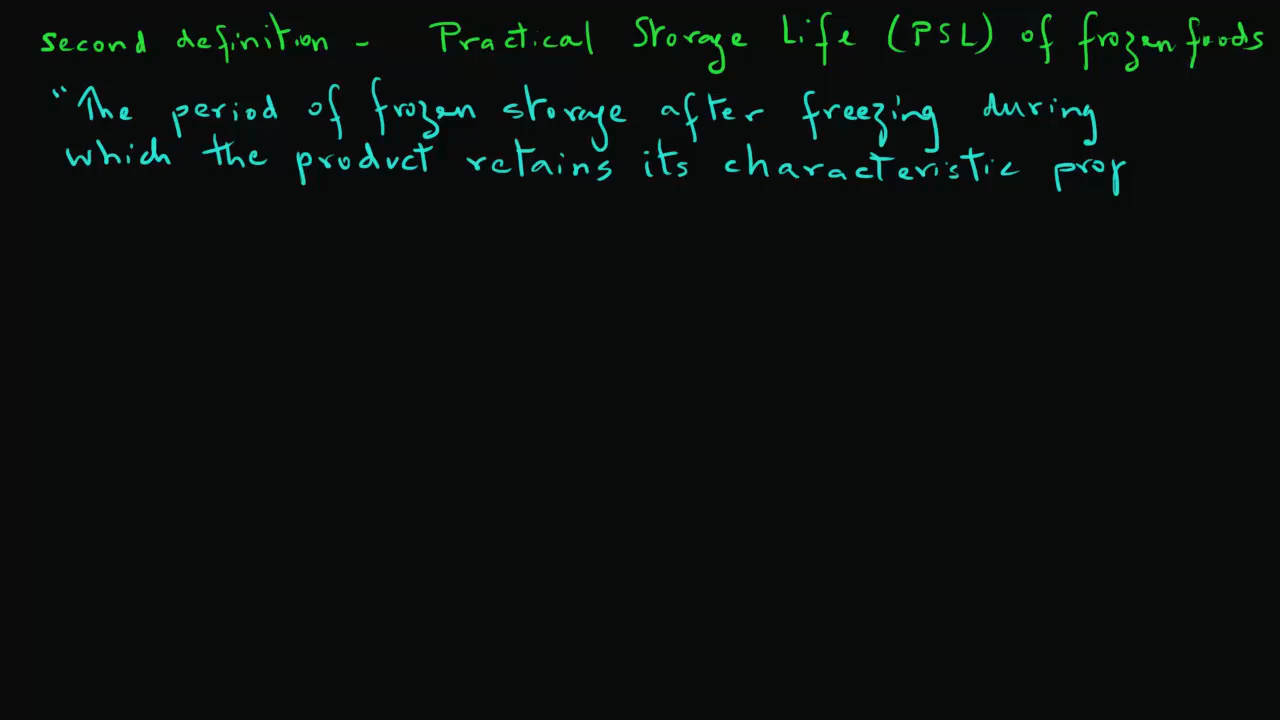 second definition - Practical Storage Life (PSL) of frozen foods
"The period of frozen storage after freezing during
which the product retains its characteristic prop